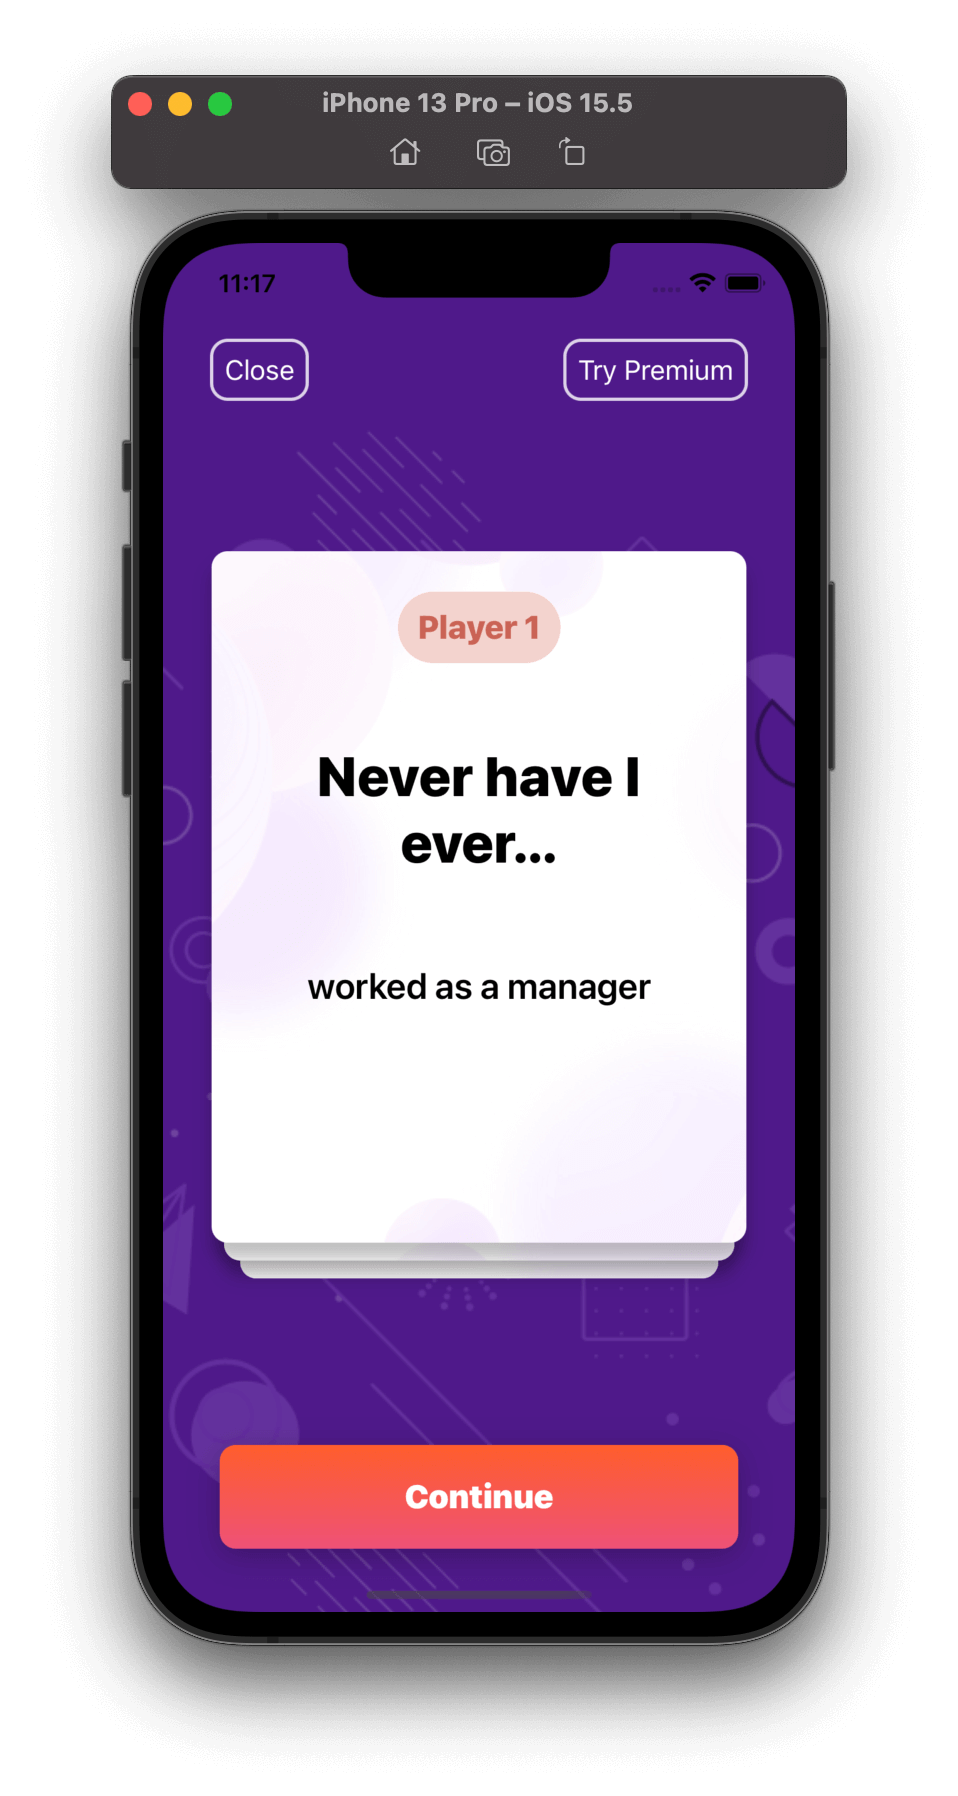 iPhone 13 Pro – iOS 15.5
11:17
Close
Try Premium
Player 1
Never have I
ever...
worked as a manager
Continue